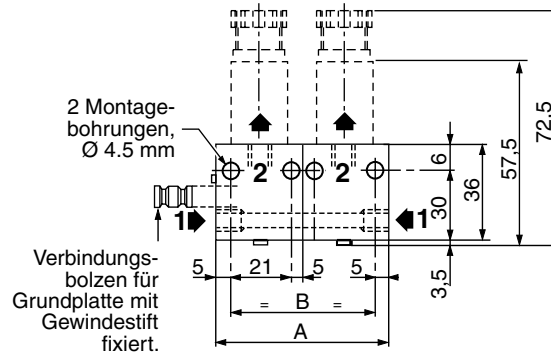 2 Montage-
bohrungen,
Ø 4.5 mm
2
2
1
1
6
30
36
57,5
72,5
3,5
5
21
5
5
= B =
A
Verbindungs-
bolzen für
Grundplatte mit
Gewindestift
fixiert.